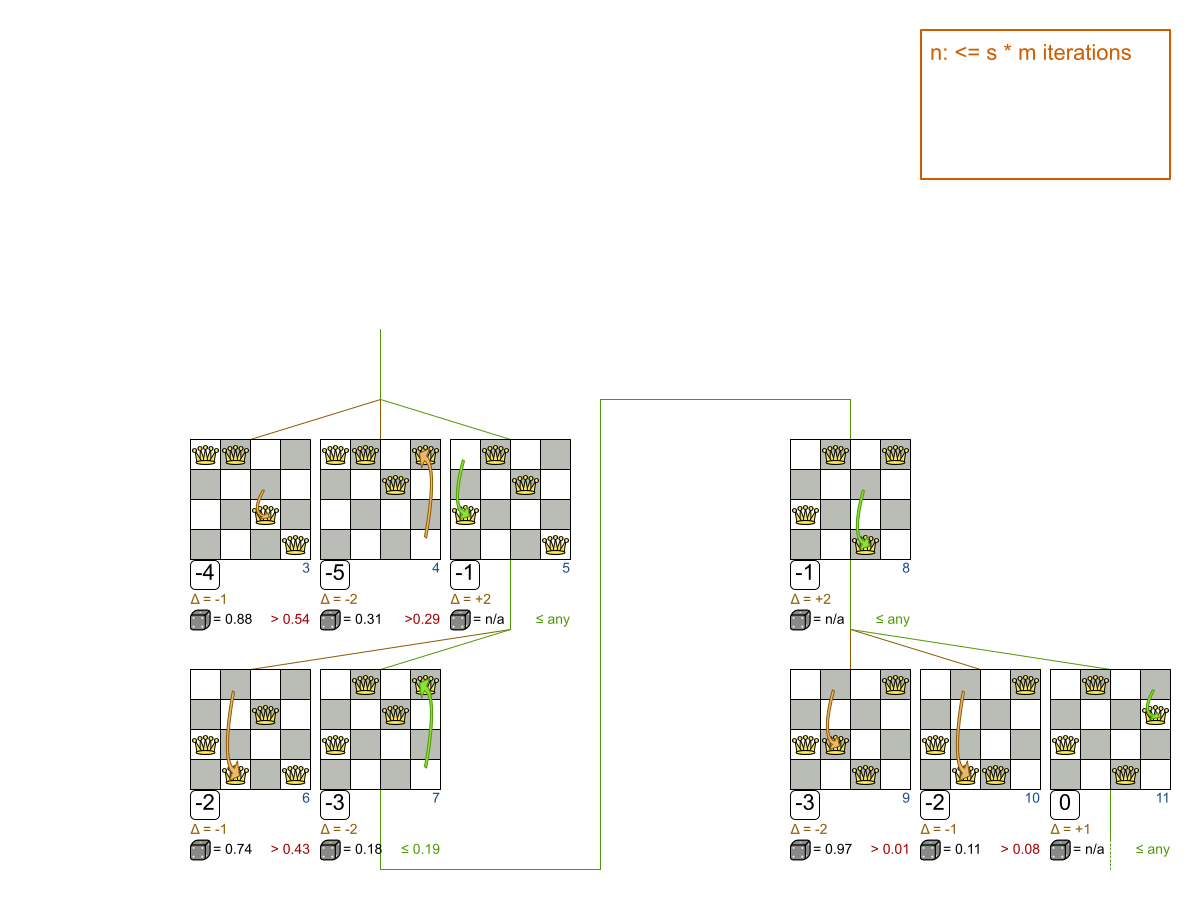 n: <= s * m iterations
-4 3 -5 4 -1 5
Δ = -1 Δ = -2 Δ = +2
= 0.88 > 0.54 = 0.31 >0.29 = n/a ≤ any
-1 8
Δ = +2
= n/a ≤ any
-2 6 -3 7
Δ = -1 Δ = -2
= 0.74 > 0.43 = 0.18 ≤ 0.19
-3 9 -2 10 0 11
Δ = -2 Δ = -1 Δ = +1
= 0.97 > 0.01 = 0.11 > 0.08 = n/a ≤ any